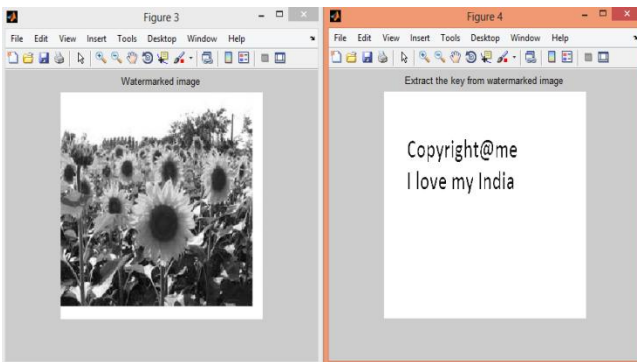 Figure 3
File Edit View Insert Tools Desktop Window Help
Watermarked image
Figure 4
File Edit View Insert Tools Desktop Window Help
Extract the key from watermarked image
Copyright@me
I love my India